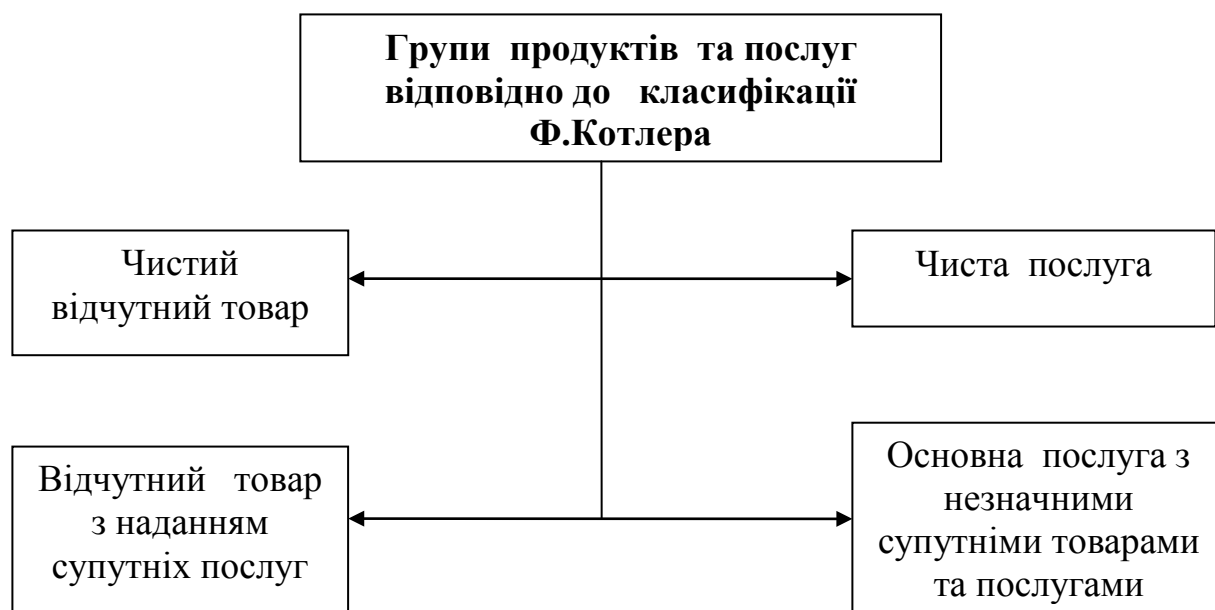 Групи продуктів та послуг
відповідно до класифікації
Ф.Котлера
Чистий
відчутний товар
Чиста послуга
Відчутний товар
з наданням
супутніх послуг
Основна послуга з
незначними
супутніми товарами
та послугами